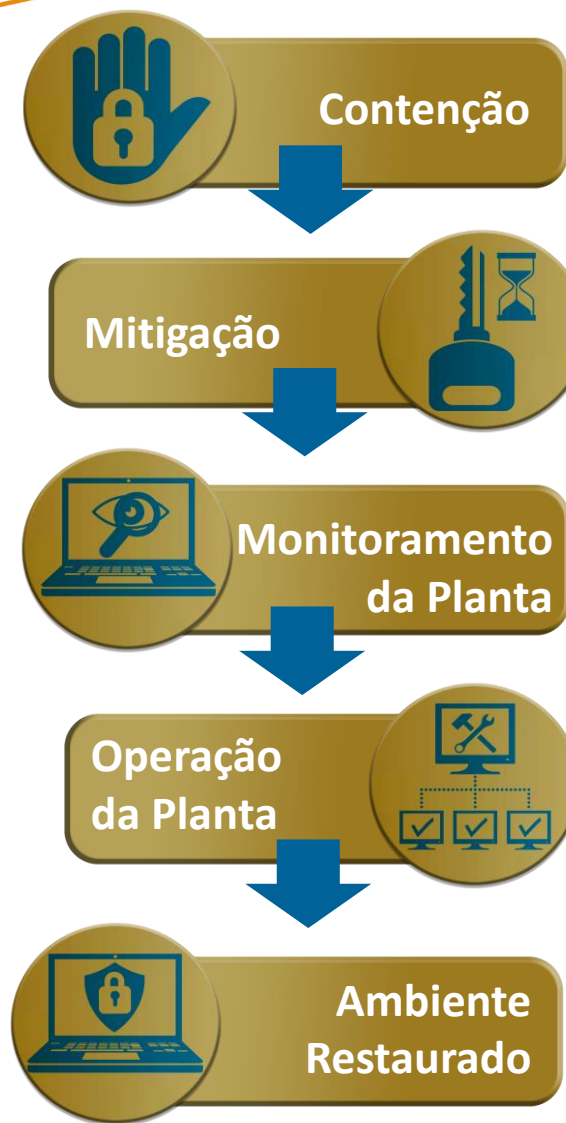 Contenção
Mitigação
Monitoramento
da Planta
Operação
da Planta
Ambiente
Restaurado